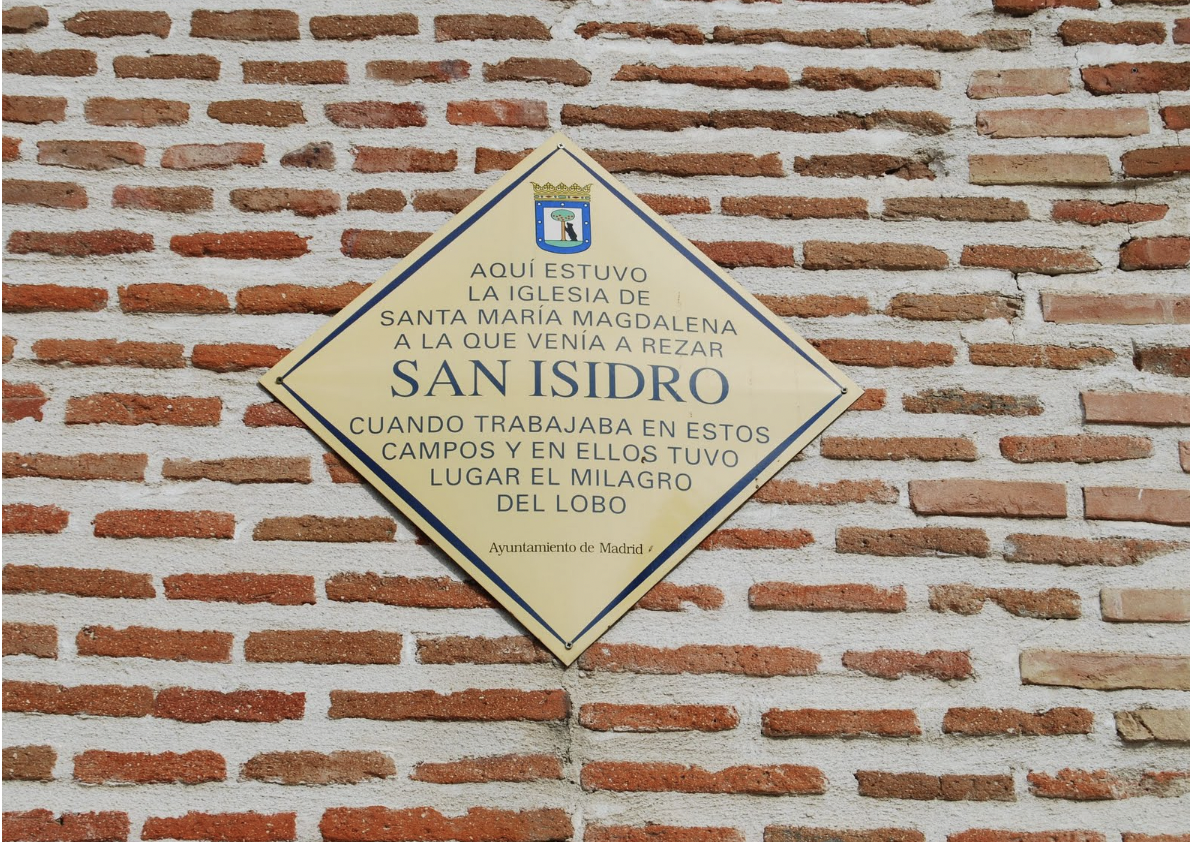 AQUÍ ESTUVO
LA IGLESIA DE
SANTA MARÍA MAGDALENA
A LA QUE VENÍA A REZAR
SAN ISIDRO
CUANDO TRABAJABA EN ESTOS
CAMPOS Y EN ELLOS TUVO
LUGAR EL MILAGRO
DEL LOBO
Ayuntamiento de Madrid